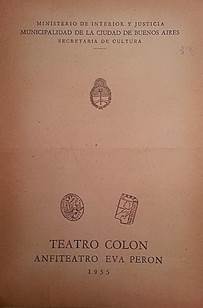 MINISTERIO DE INTERIOR Y JUSTICIA
MUNICIPALIDAD DE LA CIUDAD DE BUENOS AIRES
SECRETARIA DE CULTURA
TEATRO COLON
ANFITEATRO EVA PERON
1955